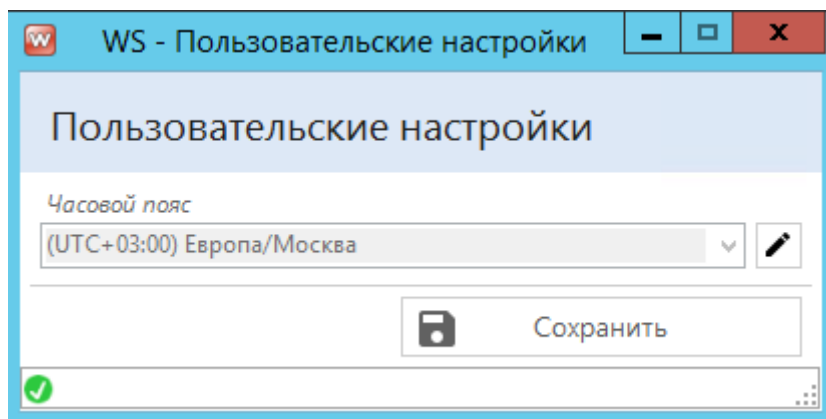 WS - Пользовательские настройки
Пользовательские настройки
Часовой пояс
(UTC+03:00) Европа/Москва
Сохранить